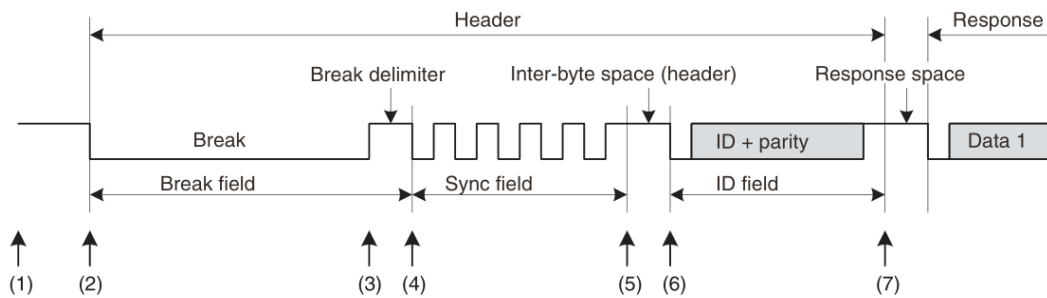 Header
Response
Break delimiter
Inter-byte space (header)
Response space
Break
ID + parity
Data 1
Break field
Sync field
ID field
(1)
(2)
(3)
(4)
(5)
(6)
(7)